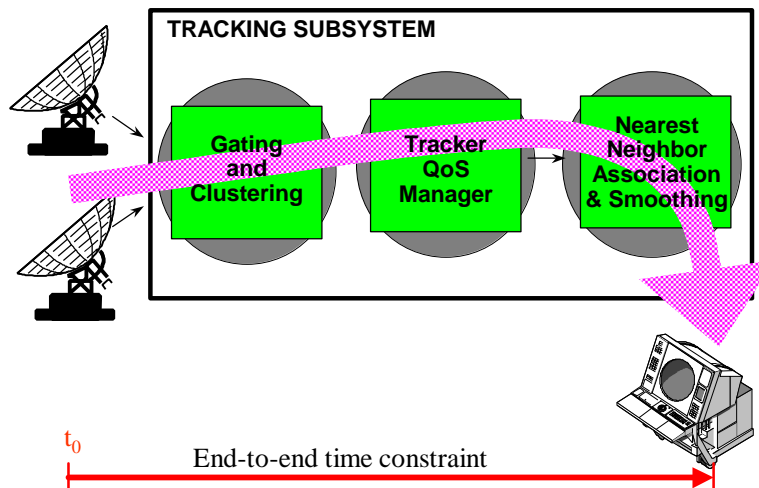 TRACKING SUBSYSTEM
Gating
and
Clustering
Tracker
QoS
Manager
Nearest
Neighbor
Association
& Smoothing
t0
End-to-end time constraint